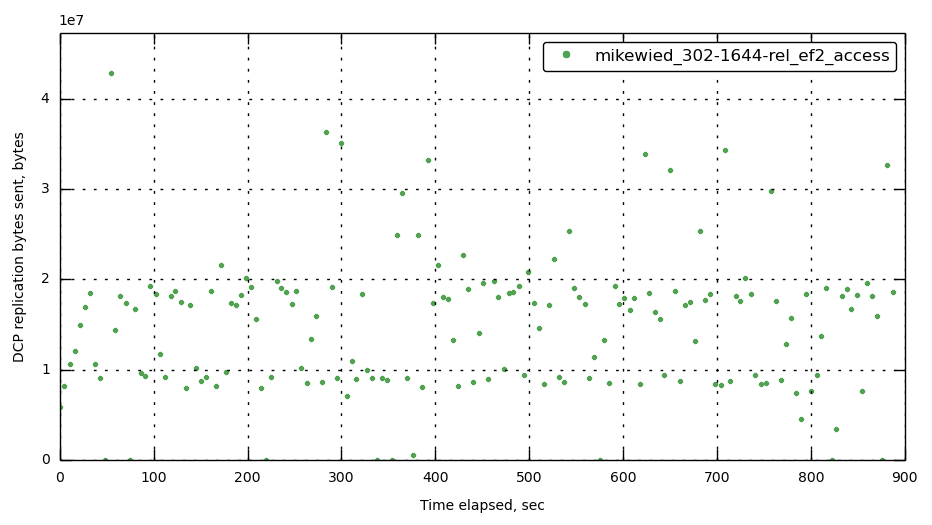 1e7
mikewied_302-1644-rel_ef2_access
4
3
2
1
0
DCP replication bytes sent, bytes
0 100 200 300 400 500 600 700 800 900
Time elapsed, sec